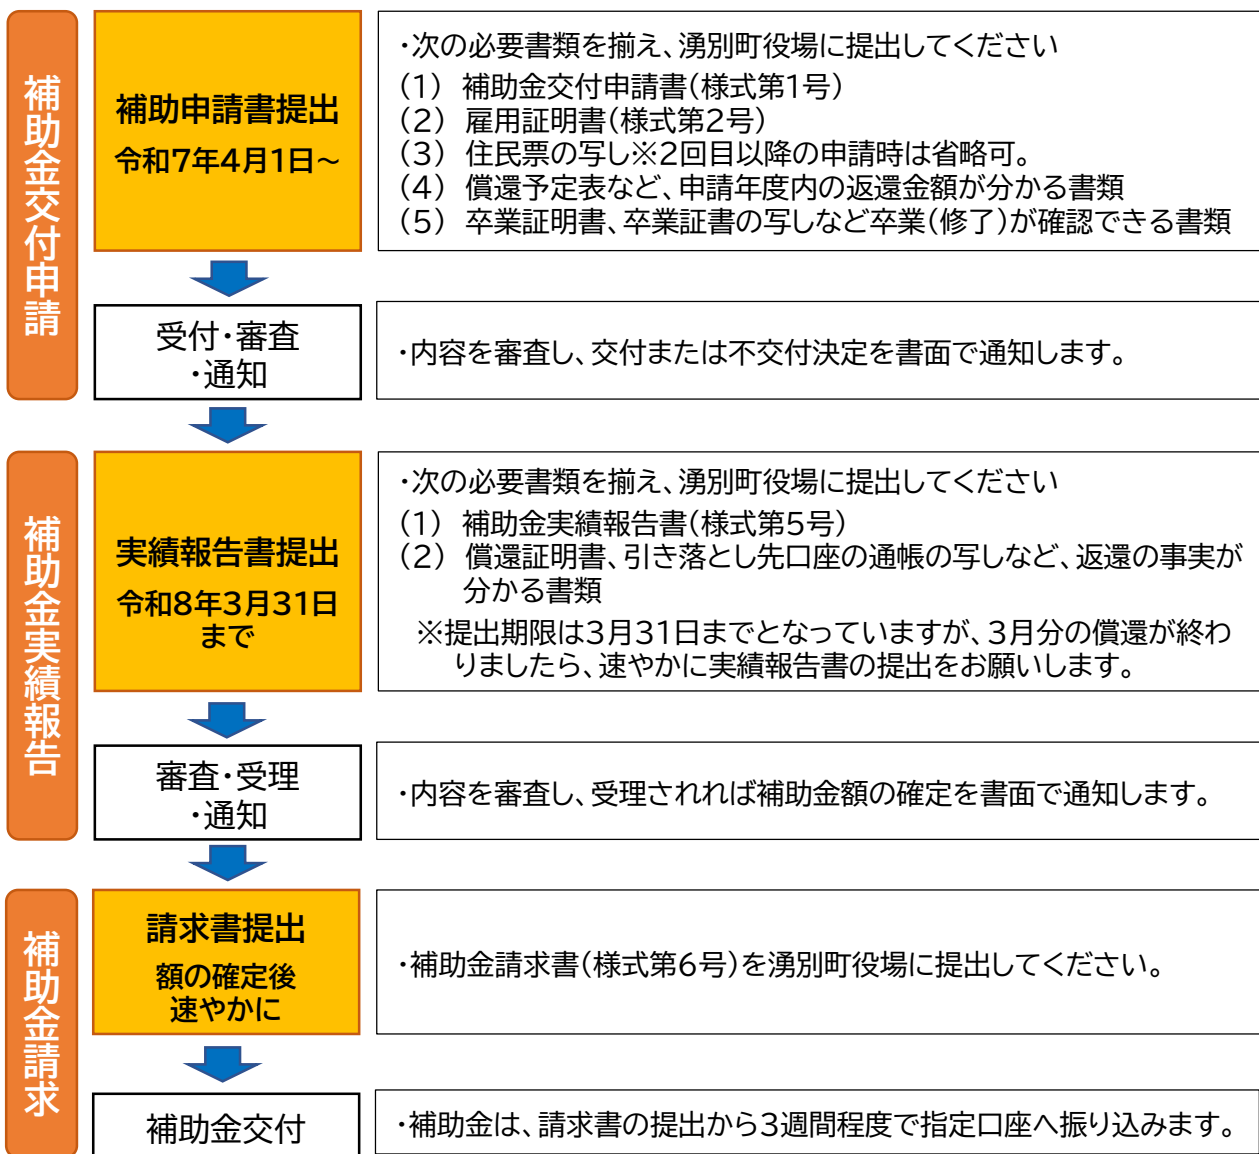 補助金交付申請
補助申請書提出
令和7年4月1日～
・次の必要書類を揃え、湧別町役場に提出してください
(1) 補助金交付申請書(様式第1号)
(2) 雇用証明書(様式第2号)
(3) 住民票の写し※2回目以降の申請時は省略可。
(4) 償還予定表など、申請年度内の返還金額が分かる書類
(5) 卒業証明書、卒業証書の写しなど卒業(修了)が確認できる書類
受付・審査
・通知
・内容を審査し、交付または不交付決定を書面で通知します。
補助金実績報告
実績報告書提出
令和8年3月31日
まで
・次の必要書類を揃え、湧別町役場に提出してください
(1) 補助金実績報告書(様式第5号)
(2) 償還証明書、引き落とし先口座の通帳の写しなど、返還の事実が
分かる書類
※提出期限は3月31日までとなっていますが、3月分の償還が終わ
りましたら、速やかに実績報告書の提出をお願いします。
審査・受理
・通知
・内容を審査し、受理されれば補助金額の確定を書面で通知します。
補助金請求
請求書提出
額の確定後
速やかに
・補助金請求書(様式第6号)を湧別町役場に提出してください。
補助金交付
・補助金は、請求書の提出から3週間程度で指定口座へ振り込みます。